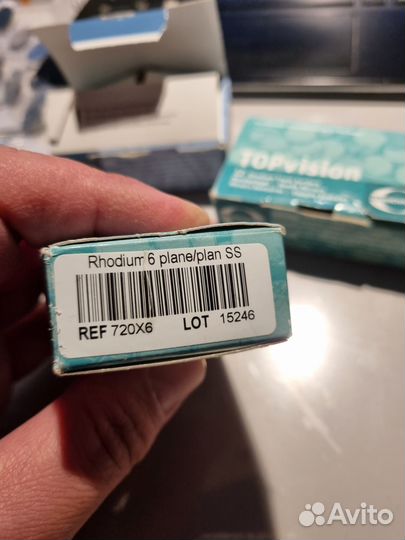 TOPvision
Rhodium 6 plane/plan SS
REF 720X6 LOT 15246
Avito